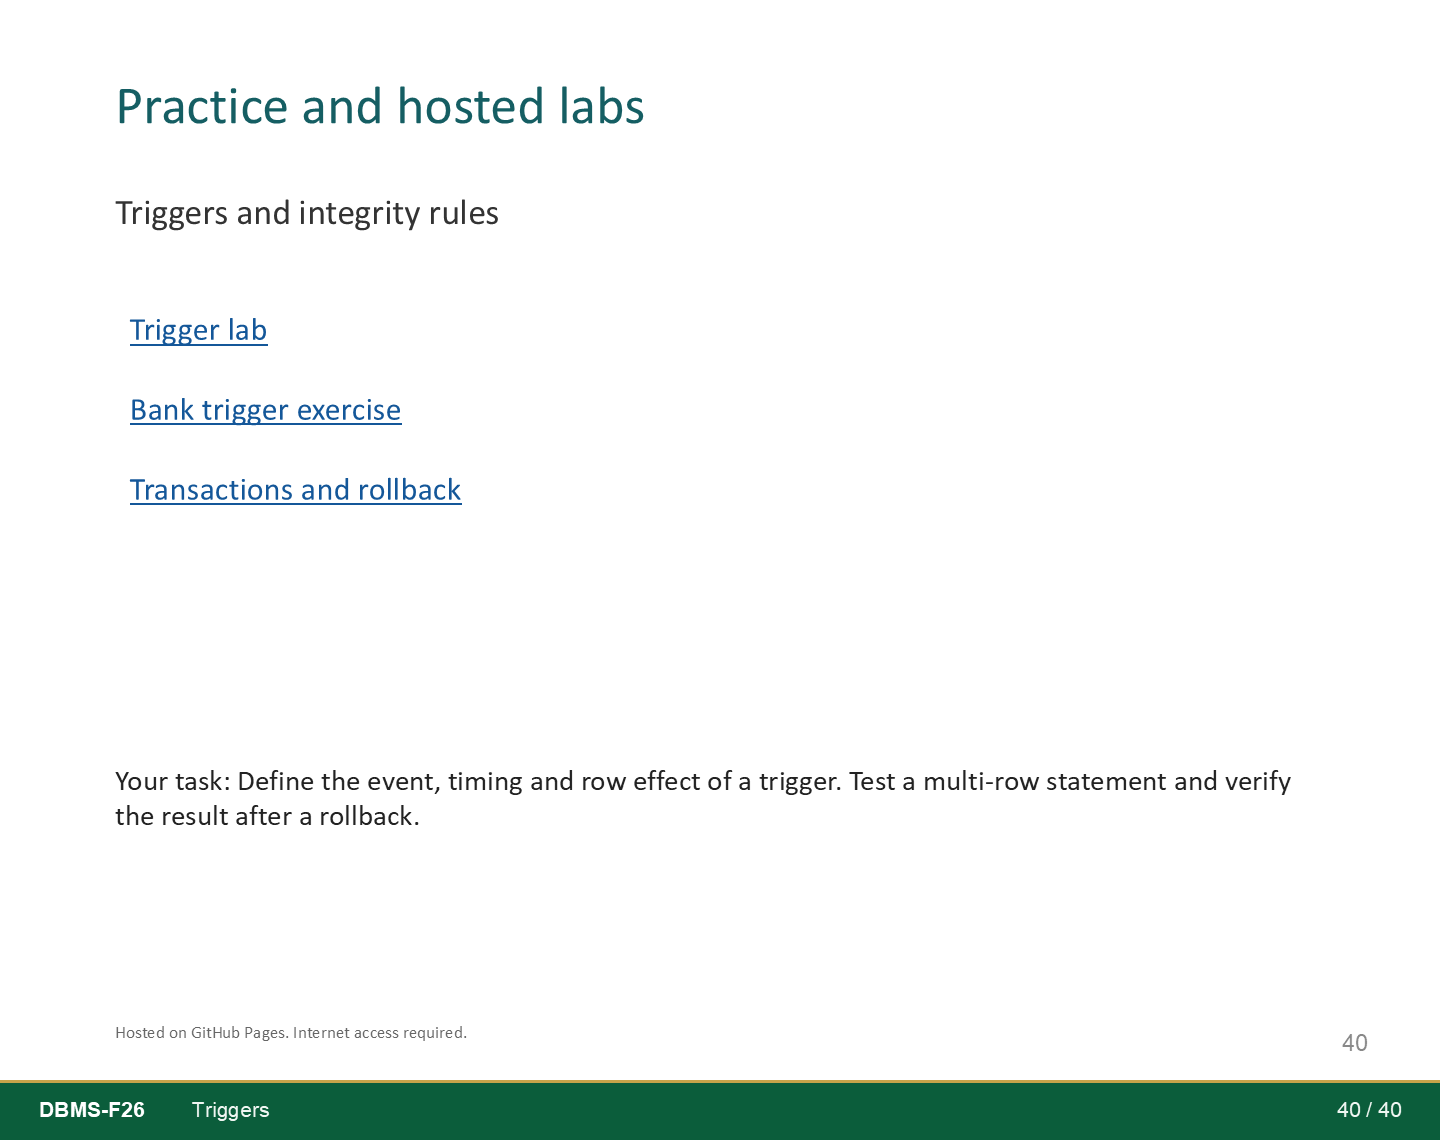 Practice and hosted labs
Triggers and integrity rules
Trigger lab
Bank trigger exercise
Transactions and rollback
Your task: Define the event, timing and row effect of a trigger. Test a multi-row statement and verify
the result after a rollback.
Hosted on GitHub Pages. Internet access required.
40
DBMS-F26 Triggers 40 / 40